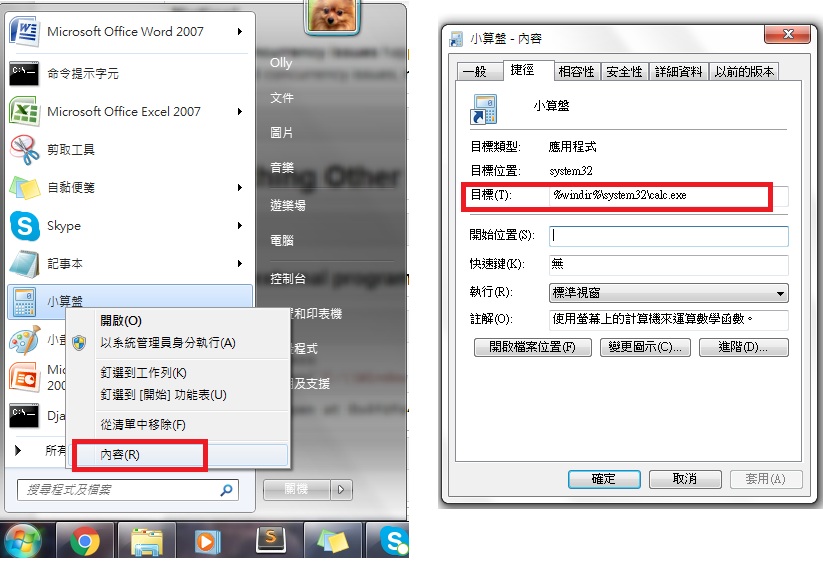 Microsoft Office Word 2007
命令提示字元
Microsoft Office Excel 2007
剪取工具
自黏便箋
Skype
記事本
小算盤
Mic
200
Dja
所有
搜尋程式及檔案
Olly
文件
圖片
音樂
遊樂場
電腦
控制台
置和印表機
程式
及支援
關機
hing Other
開啟(O)
以系統管理員身分執行(A)
釘選到工作列(K)
釘選到 [開始] 功能表(U)
從清單中移除(F)
內容(R)
小算盤 - 內容
一般 捷徑 相容性 安全性 詳細資料 以前的版本
小算盤
目標類型: 應用程式
目標位置: system32
目標(T): %windir%\system32\calc.exe
開始位置(S):
快速鍵(K): 無
執行(R): 標準視窗
註解(O): 使用螢幕上的計算機來運算數學函數。
開啟檔案位置(F) 變更圖示(C)... 進階(D)...
確定 取消 套用(A)